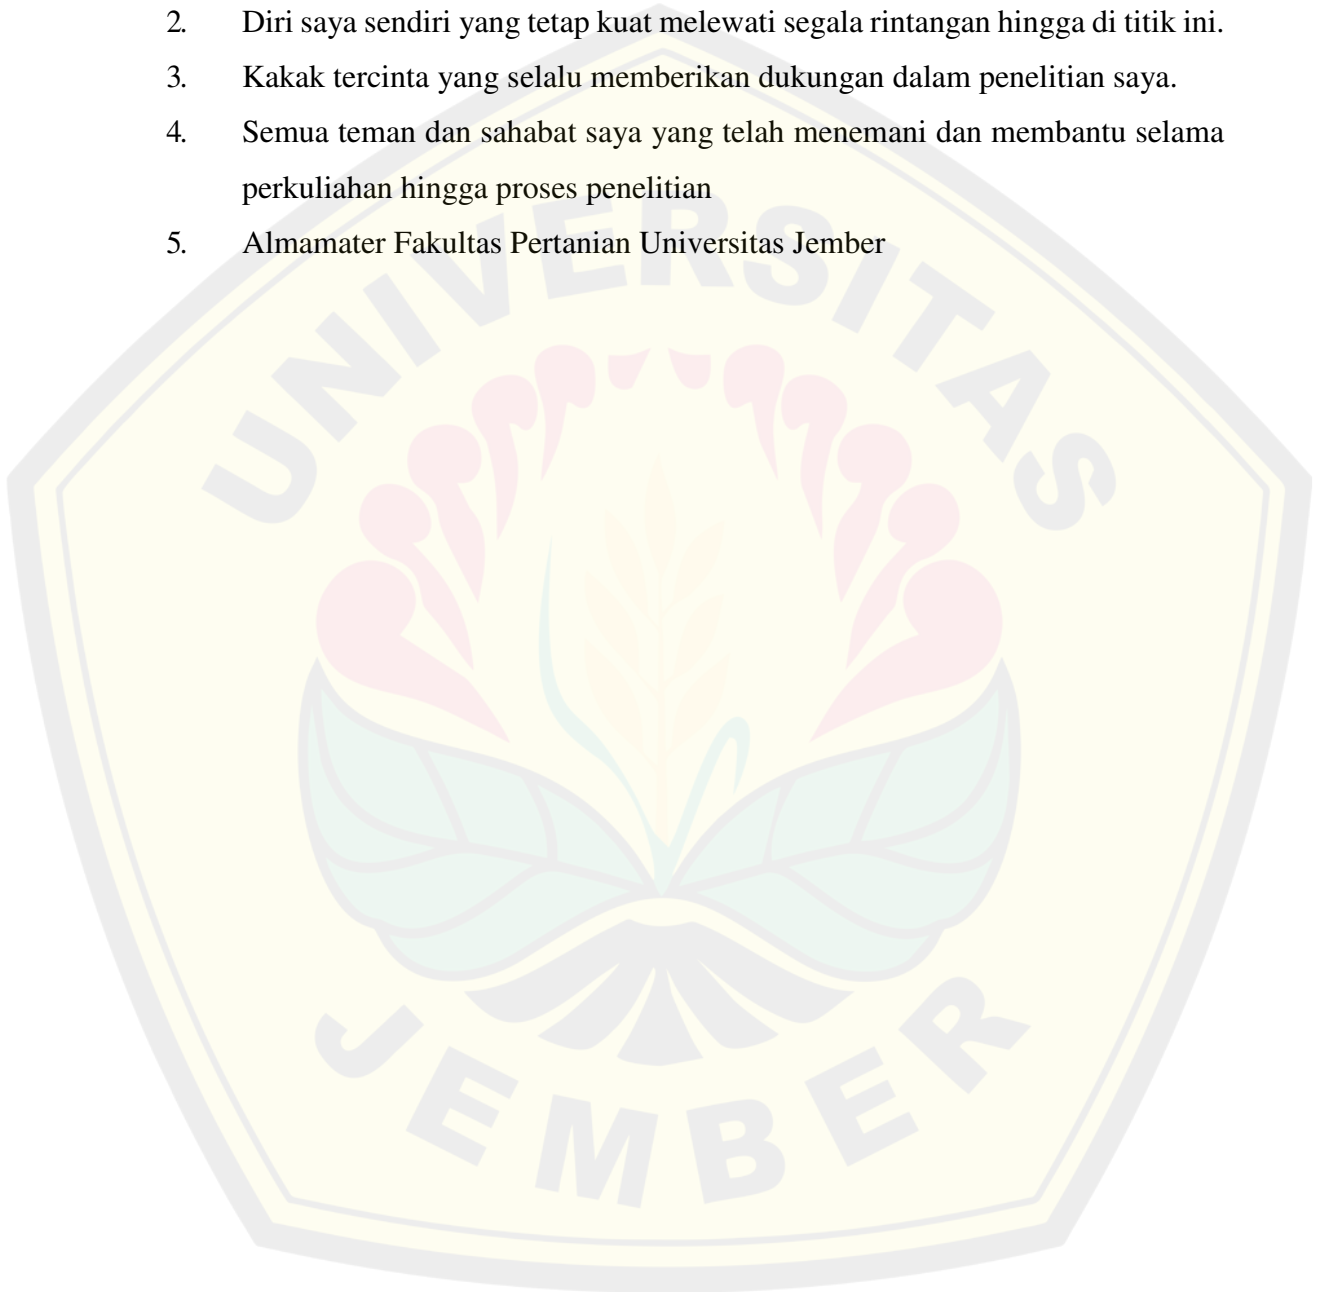 2. Diri saya sendiri yang tetap kuat melewati segala rintangan hingga di titik ini.
3. Kakak tercinta yang selalu memberikan dukungan dalam penelitian saya.
4. Semua teman dan sahabat saya yang telah menemani dan membantu selama
perkuliahan hingga proses penelitian
5. Almamater Fakultas Pertanian Universitas Jember
UNIVERSITAS
JEMBER